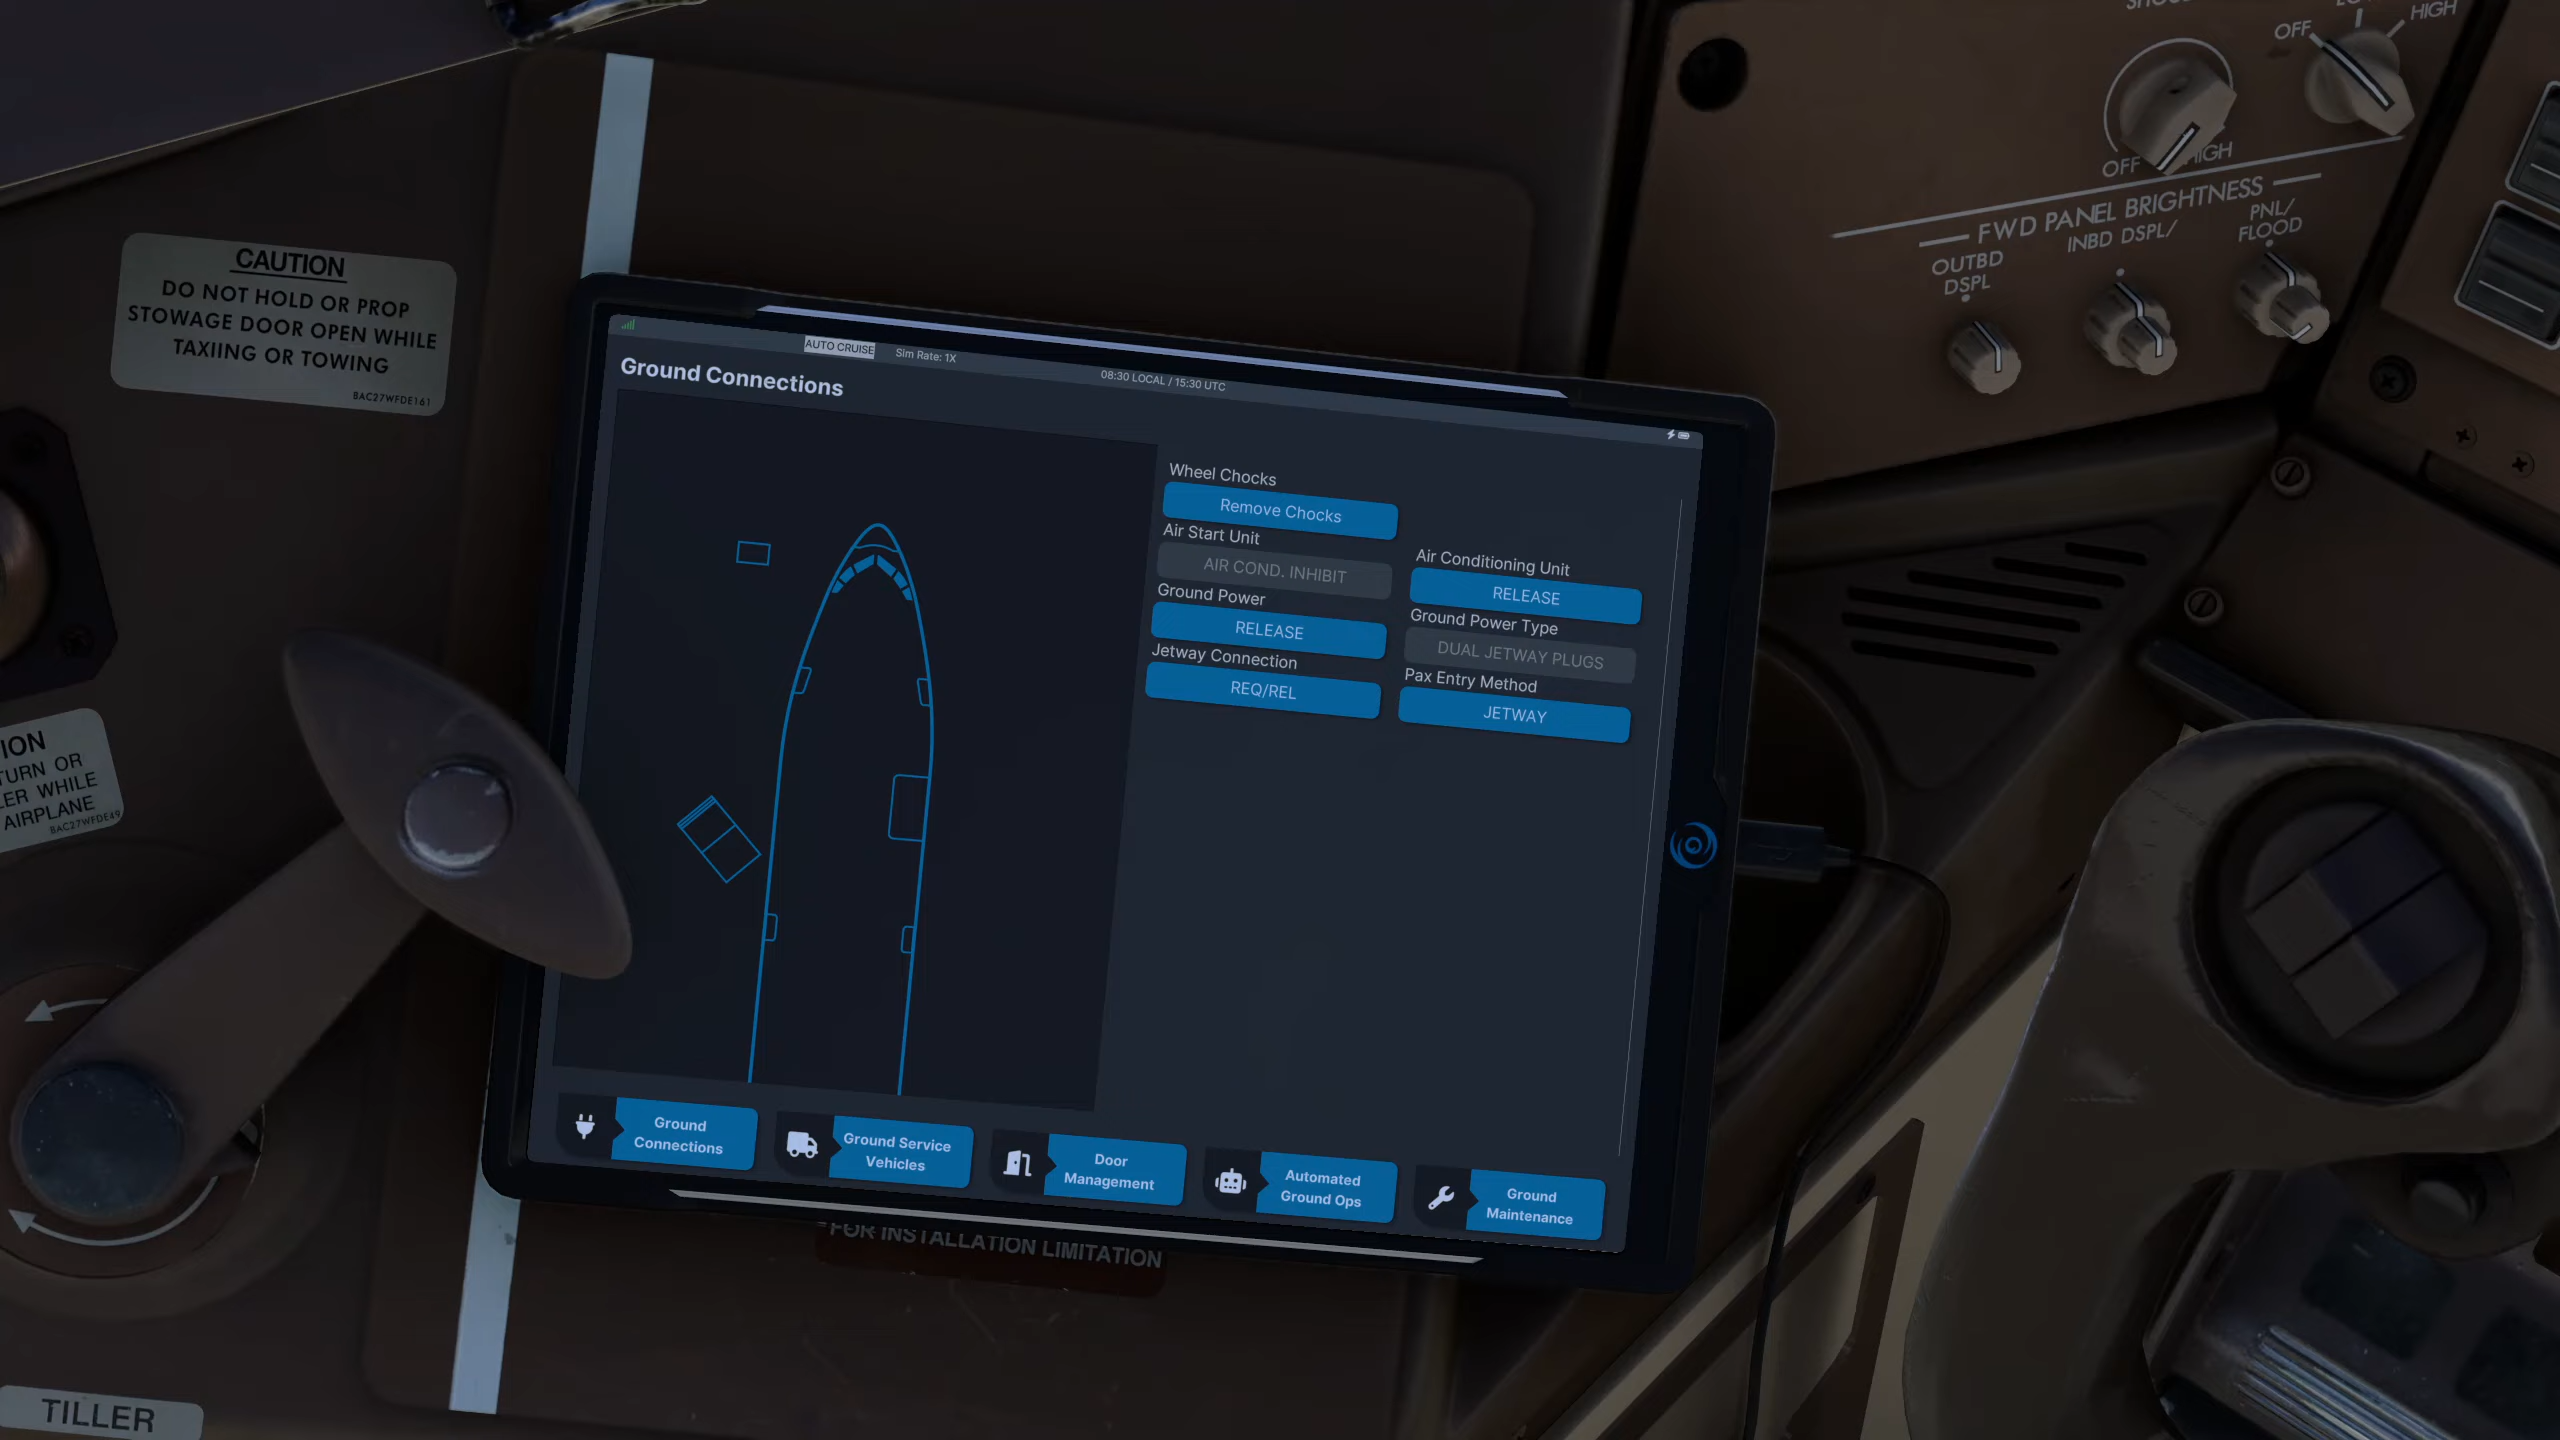 CAUTION
DO NOT HOLD OR PROP
STOWAGE DOOR OPEN WHILE
TAXIING OR TOWING
BAC27WFDE161
TURN OR
WHILE
AIRPLANE
BAC27WFDE49
TILLER
AUTO CRUISE
Sim Rate: 1X
08:30 LOCAL / 15:30 UTC
Ground Connections
Wheel Chocks
Remove Chocks
Air Start Unit
AIR COND. INHIBIT
Air Conditioning Unit
RELEASE
Ground Power
RELEASE
Ground Power Type
DUAL JETWAY PLUGS
Jetway Connection
REQ/REL
Pax Entry Method
JETWAY
Ground
Connections
Ground Service
Vehicles
Door
Management
Automated
Ground Ops
Ground
Maintenance
FOR INSTALLATION LIMITATION
OFF
HIGH
OFF
HIGH
FWD PANEL BRIGHTNESS
OUTBD
DSPL
INBD DSPL/
PNL/
FLOOD